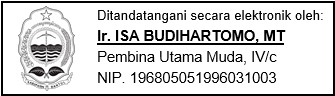 Ditandatangani secara elektronik oleh:
Ir. ISA BUDIHARTOMO, MT
Pembina Utama Muda, IV/c
NIP. 196805051996031003